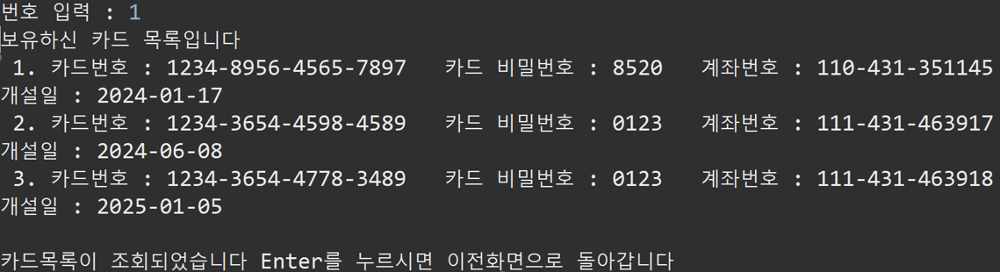 번호 입력 : 1
보유하신 카드 목록입니다
1. 카드번호 : 1234-8956-4565-7897 카드 비밀번호 : 8520 계좌번호 : 110-431-351145
개설일 : 2024-01-17
2. 카드번호 : 1234-3654-4598-4589 카드 비밀번호 : 0123 계좌번호 : 111-431-463917
개설일 : 2024-06-08
3. 카드번호 : 1234-3654-4778-3489 카드 비밀번호 : 0123 계좌번호 : 111-431-463918
개설일 : 2025-01-05
카드목록이 조회되었습니다 Enter를 누르시면 이전화면으로 돌아갑니다